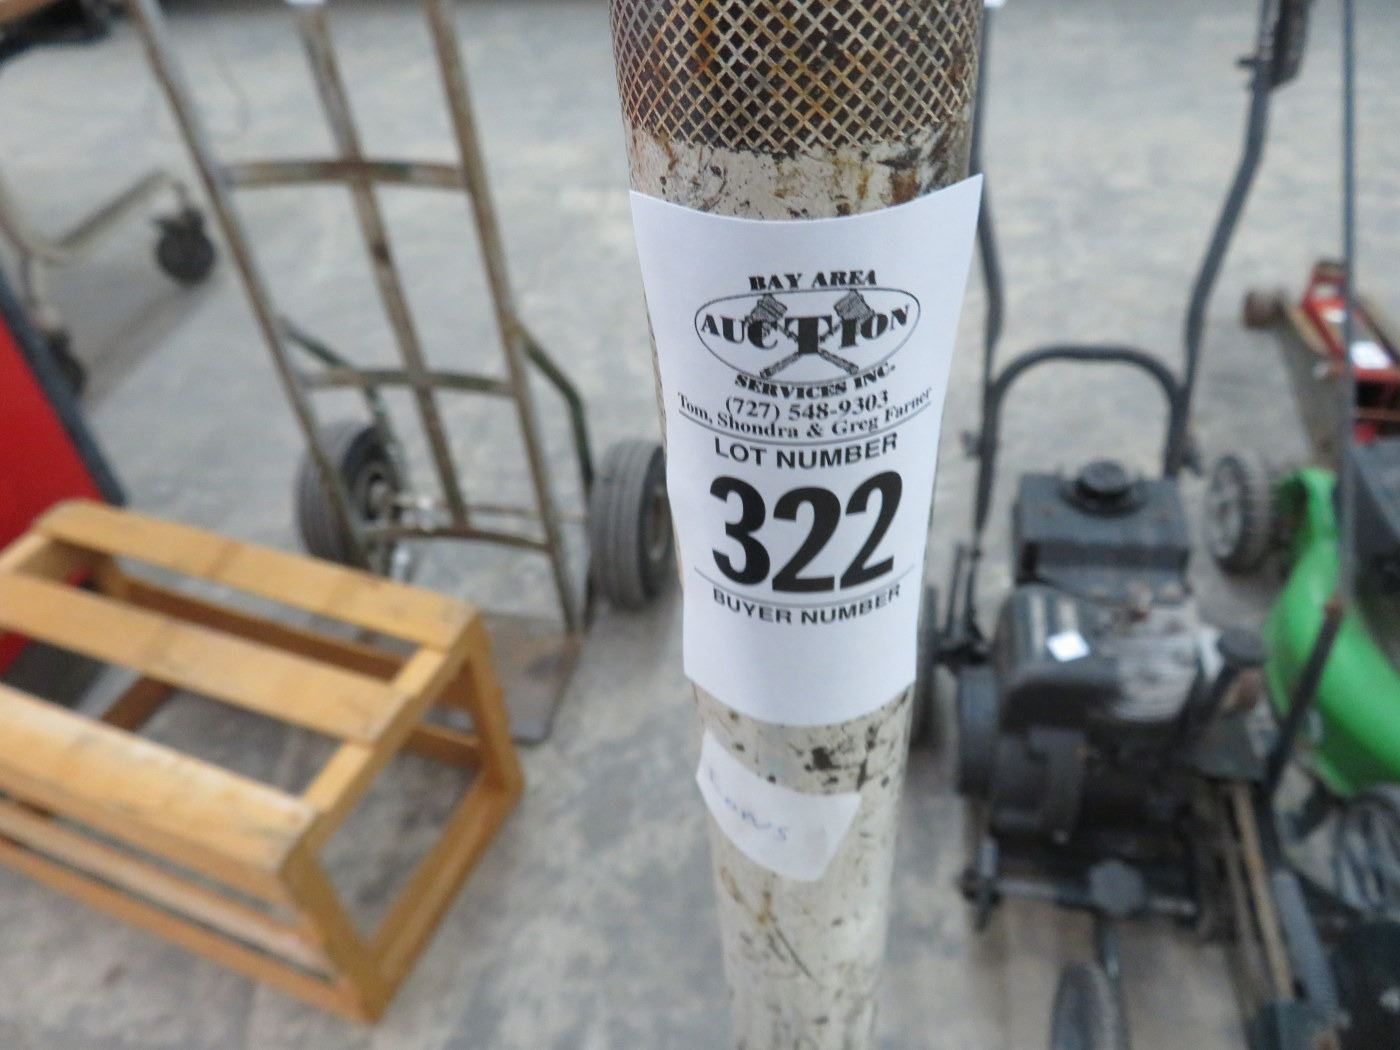 BAY AREA
AUCTION
SERVICES INC.
(727) 548-9303
Tom, Shondra & Greg Farner
LOT NUMBER
322
BUYER NUMBER